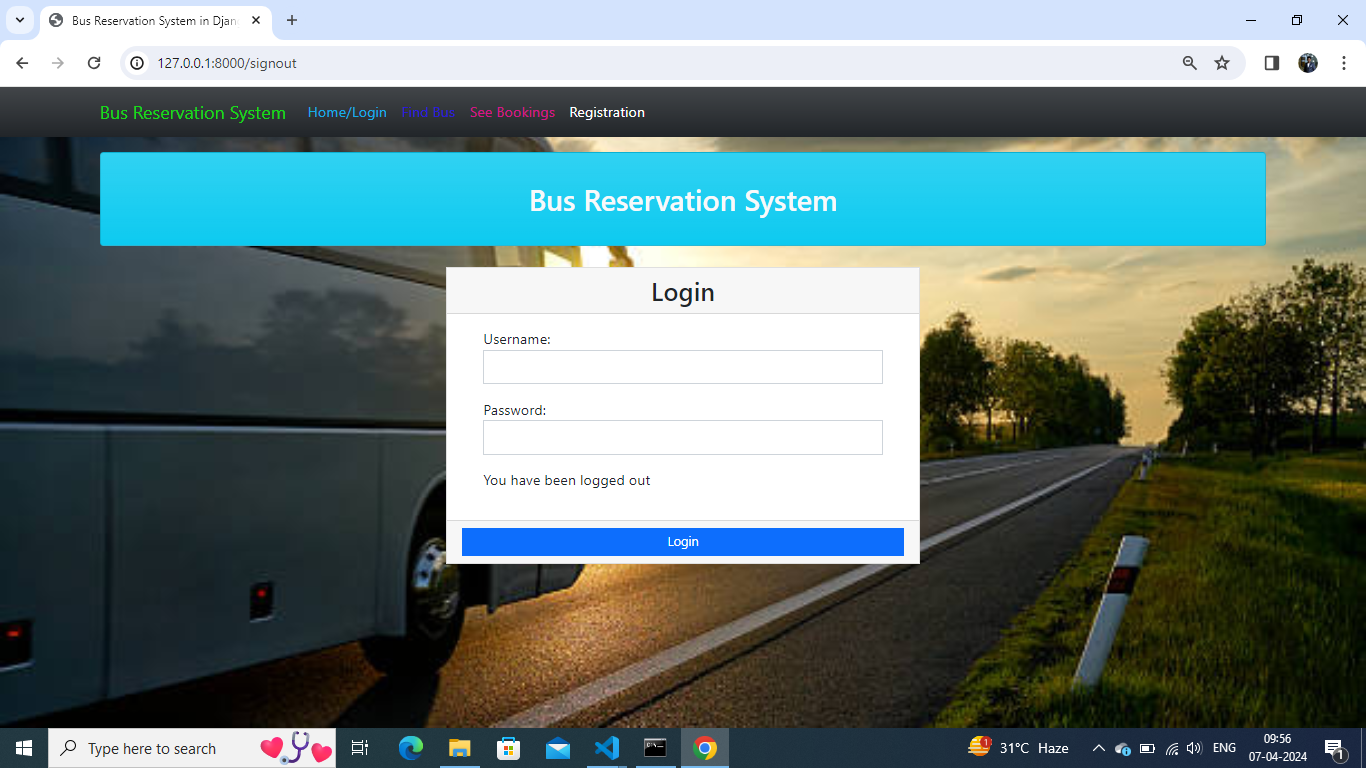 Bus Reservation System in Djan
127.0.0.1:8000/signout
Bus Reservation System Home/Login Find Bus See Bookings Registration
Bus Reservation System
Login
Username:
Password:
You have been logged out
Login
Type here to search
1
31°C Haze
ENG
09:56
07-04-2024
1